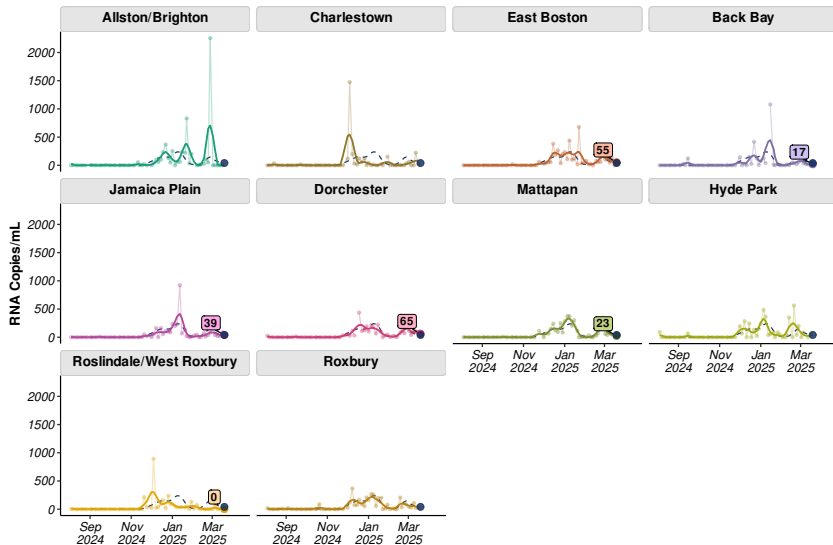 Allston/Brighton
Charlestown
East Boston
Back Bay
2000
1500
1000
500
0
55
17
Jamaica Plain
Dorchester
Mattapan
Hyde Park
RNA Copies/mL
2000
1500
1000
500
0
39
65
23
Sep 2024
Nov 2024
Jan 2025
Mar 2025
Sep 2024
Nov 2024
Jan 2025
Mar 2025
Roslindale/West Roxbury
Roxbury
2000
1500
1000
500
0
0
Sep 2024
Nov 2024
Jan 2025
Mar 2025
Sep 2024
Nov 2024
Jan 2025
Mar 2025